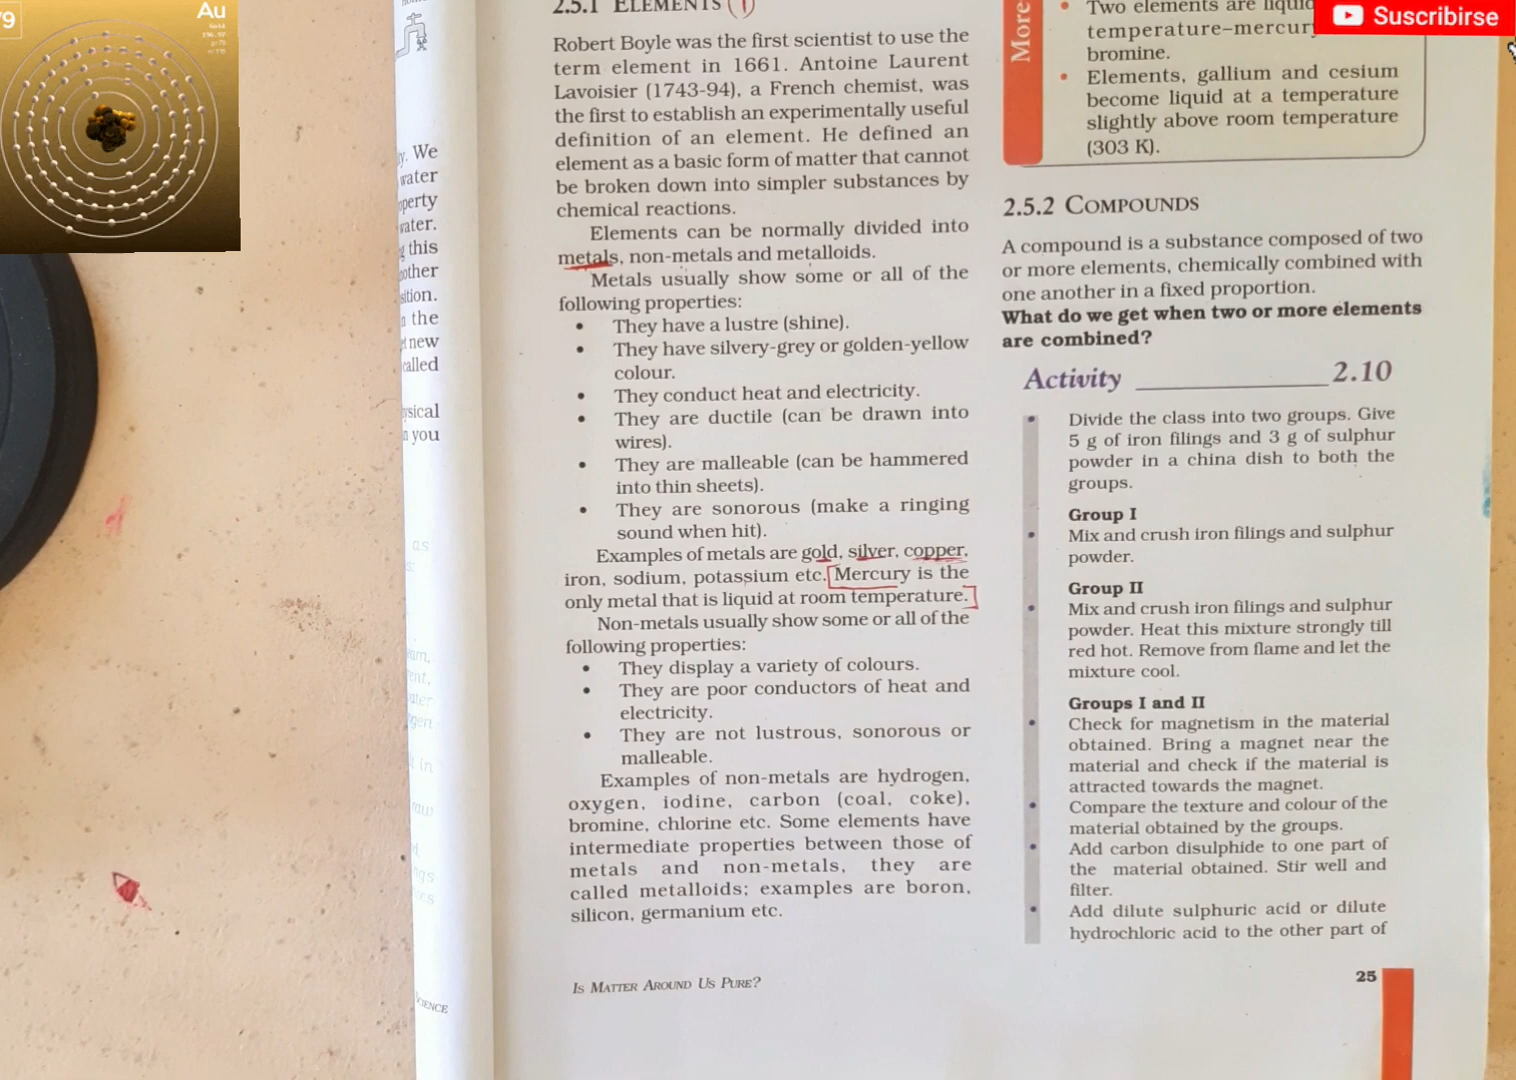 Au
Suscribirse
2.5.1 ELEMENTS (1)
Robert Boyle was the first scientist to use the
term element in 1661. Antoine Laurent
Lavoisier (1743-94), a French chemist, was
the first to establish an experimentally useful
definition of an element. He defined an
element as a basic form of matter that cannot
be broken down into simpler substances by
chemical reactions.
Elements can be normally divided into
metals, non-metals and metalloids.
Metals usually show some or all of the
following properties:
• They have a lustre (shine).
• They have silvery-grey or golden-yellow
colour.
• They conduct heat and electricity.
• They are ductile (can be drawn into
wires).
• They are malleable (can be hammered
into thin sheets).
• They are sonorous (make a ringing
sound when hit).
Examples of metals are gold, silver, copper,
iron, sodium, potassium etc. Mercury is the
only metal that is liquid at room temperature.
Non-metals usually show some or all of the
following properties:
• They display a variety of colours.
• They are poor conductors of heat and
electricity.
• They are not lustrous, sonorous or
malleable.
Examples of non-metals are hydrogen,
oxygen, iodine, carbon (coal, coke),
bromine, chlorine etc. Some elements have
intermediate properties between those of
metals and non-metals, they are
called metalloids; examples are boron,
silicon, germanium etc.
IS MATTER AROUND US PURE?
More
• Two elements are
temperature–
bromine.
• Elements, gallium and cesium
become liquid at a temperature
slightly above room temperature
(303 K).
2.5.2 COMPOUNDS
A compound is a substance composed of two
or more elements, chemically combined with
one another in a fixed proportion.
What do we get when two or more elements
are combined?
Activity 2.10
• Divide the class into two groups. Give
5 g of iron filings and 3 g of sulphur
powder in a china dish to both the
groups.
Group I
• Mix and crush iron filings and sulphur
powder.
Group II
• Mix and crush iron filings and sulphur
powder. Heat this mixture strongly till
red hot. Remove from flame and let the
mixture cool.
Groups I and II
• Check for magnetism in the material
obtained. Bring a magnet near the
material and check if the material is
attracted towards the magnet.
• Compare the texture and colour of the
material obtained by the groups.
• Add carbon disulphide to one part of
the material obtained. Stir well and
filter.
• Add dilute sulphuric acid or dilute
hydrochloric acid to the other part of
25
We
water
this
the
new
called
you